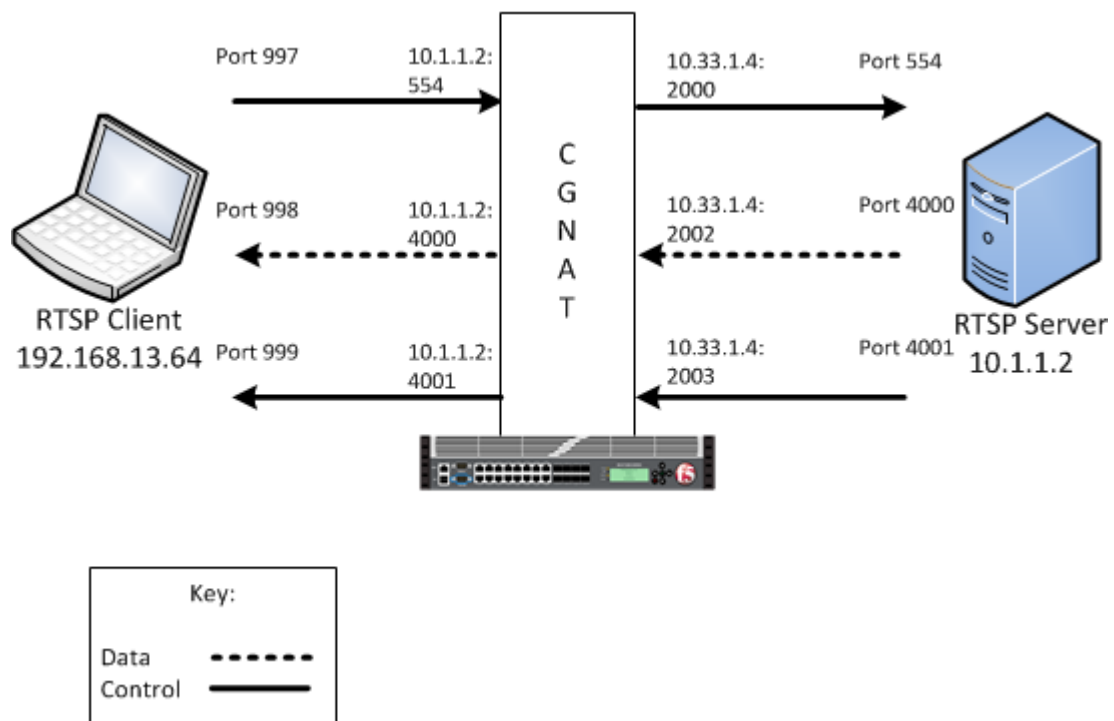 Port 997
10.1.1.2:
554
10.33.1.4:
2000
Port 554
C
G
N
A
T
Port 998
10.1.1.2:
4000
10.33.1.4:
2002
Port 4000
RTSP Client
192.168.13.64
Port 999
10.1.1.2:
4001
10.33.1.4:
2003
Port 4001
RTSP Server
10.1.1.2
f5
Key:
Data
Control